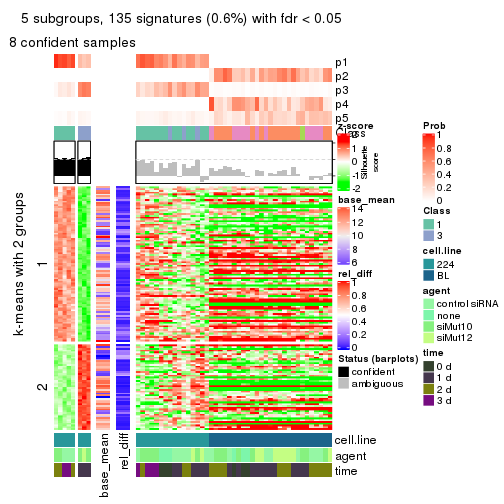 5 subgroups, 135 signatures (0.6%) with fdr < 0.05
8 confident samples
p1
p2
p3
p4
p5
Class
z-score
2
1
0
-1
-2
Silhouette
score
k-means with 2 groups
1
2
base_mean
rel_diff
cell.line
agent
time
base_mean
14
12
10
8
6
rel_diff
1
0.8
0.6
0.4
0.2
0
Status (barplots)
confident
ambiguous
Prob
1
0.8
0.6
0.4
0.2
0
Class
1
3
cell.line
224
BL
agent
control siRNA
none
siMut10
siMut12
time
0 d
1 d
2 d
3 d